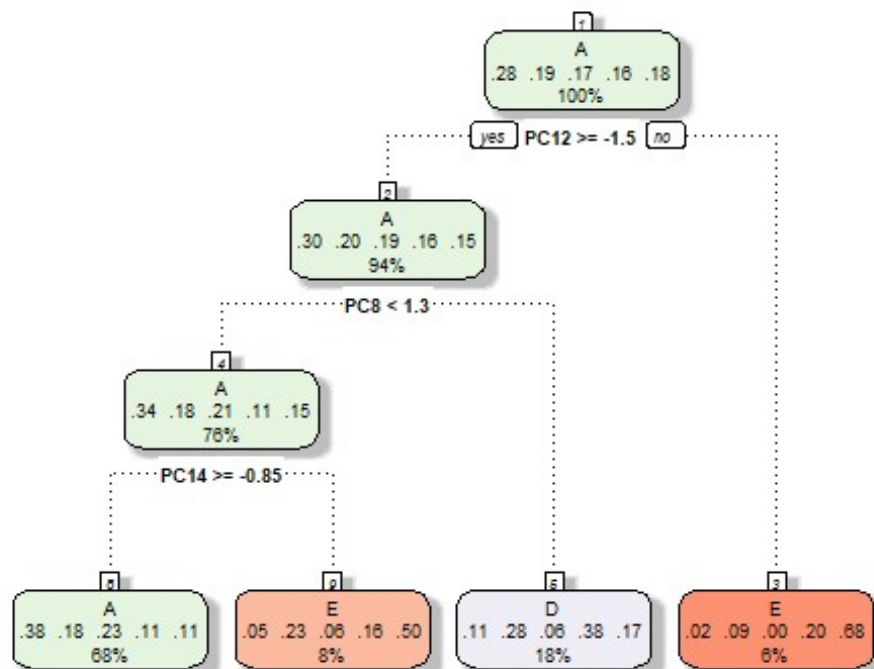 1
A
.28 .19 .17 .16 .18
100%
yes PC12 >= -1.5 no
2
A
.30 .20 .19 .16 .15
94%
PC8 < 1.3
4
A
.34 .18 .21 .11 .15
76%
PC14 >= -0.85
8
A
.38 .18 .23 .11 .11
68%
9
E
.05 .23 .06 .16 .50
8%
5
D
.11 .28 .06 .38 .17
18%
3
E
.02 .09 .00 .20 .68
6%